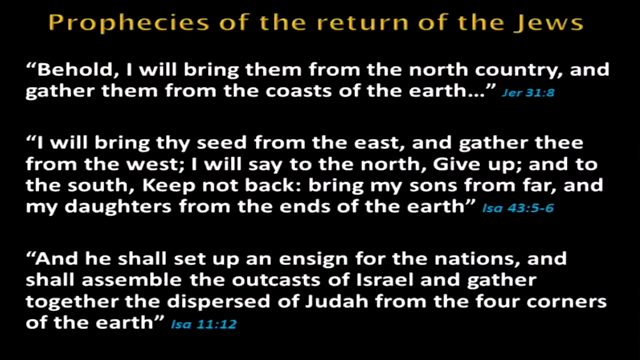 Prophecies of the return of the Jews
“Behold, I will bring them from the north country, and
gather them from the coasts of the earth...” Jer 31:8
“I will bring thy seed from the east, and gather thee
from the west; I will say to the north, Give up; and to
the south, Keep not back: bring my sons from far, and
my daughters from the ends of the earth” Isa 43:5-6
“And he shall set up an ensign for the nations, and
shall assemble the outcasts of Israel and gather
together the dispersed of Judah from the four corners
of the earth” Isa 11:12